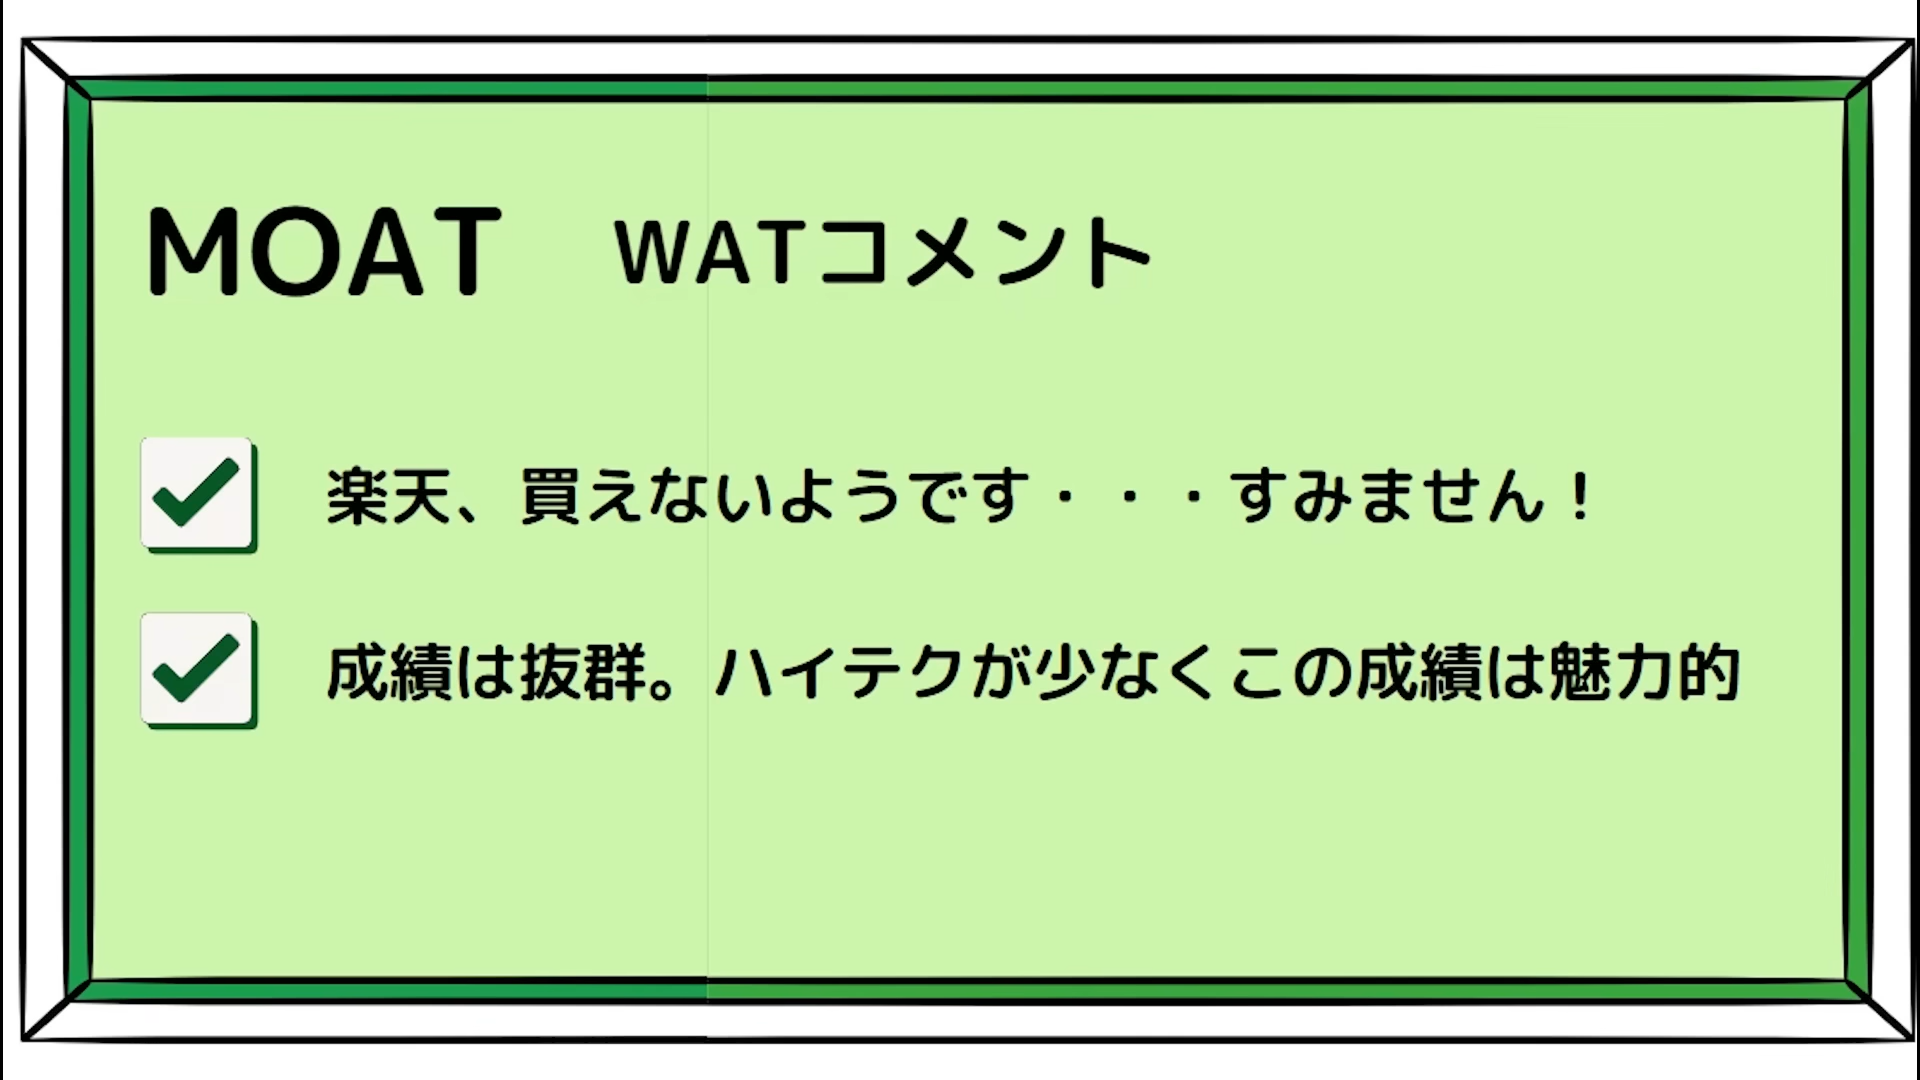 MOAT WATコメント
楽天、買えないようです・・・すみません！
成績は抜群。ハイテクが少なくこの成績は魅力的